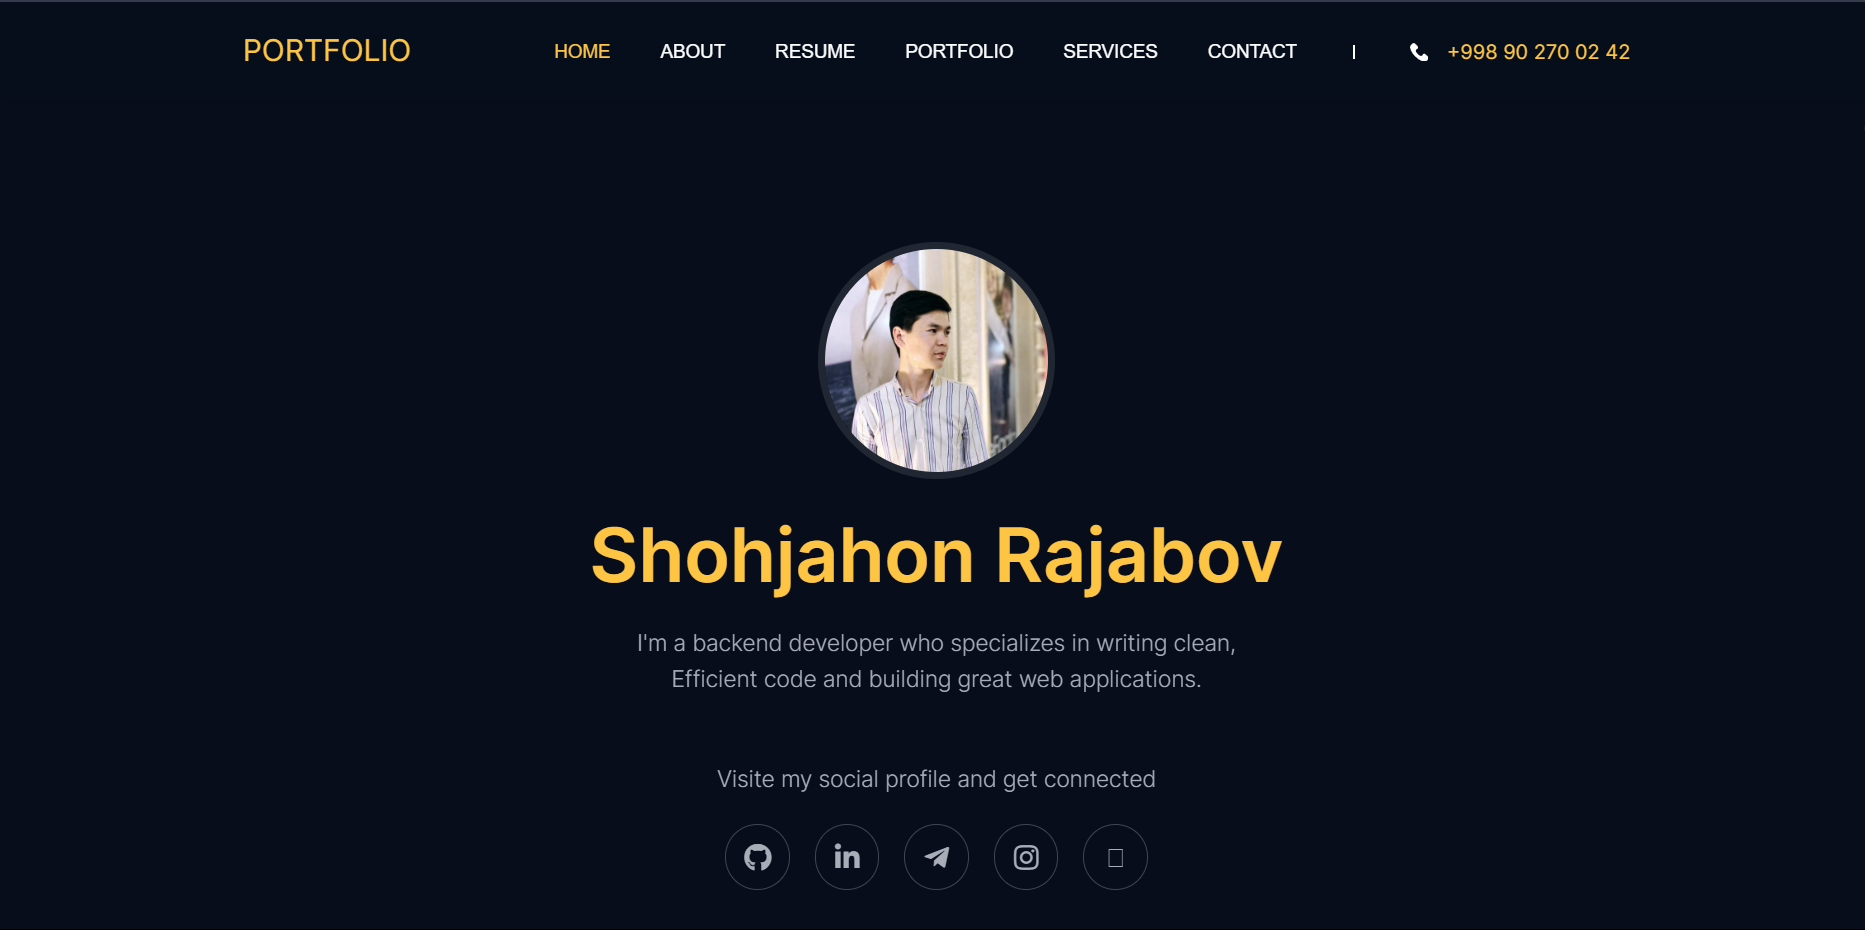 PORTFOLIO
HOME ABOUT RESUME PORTFOLIO SERVICES CONTACT | +998 90 270 02 42
Shohjahon Rajabov
I'm a backend developer who specializes in writing clean,
Efficient code and building great web applications.
Visite my social profile and get connected
in